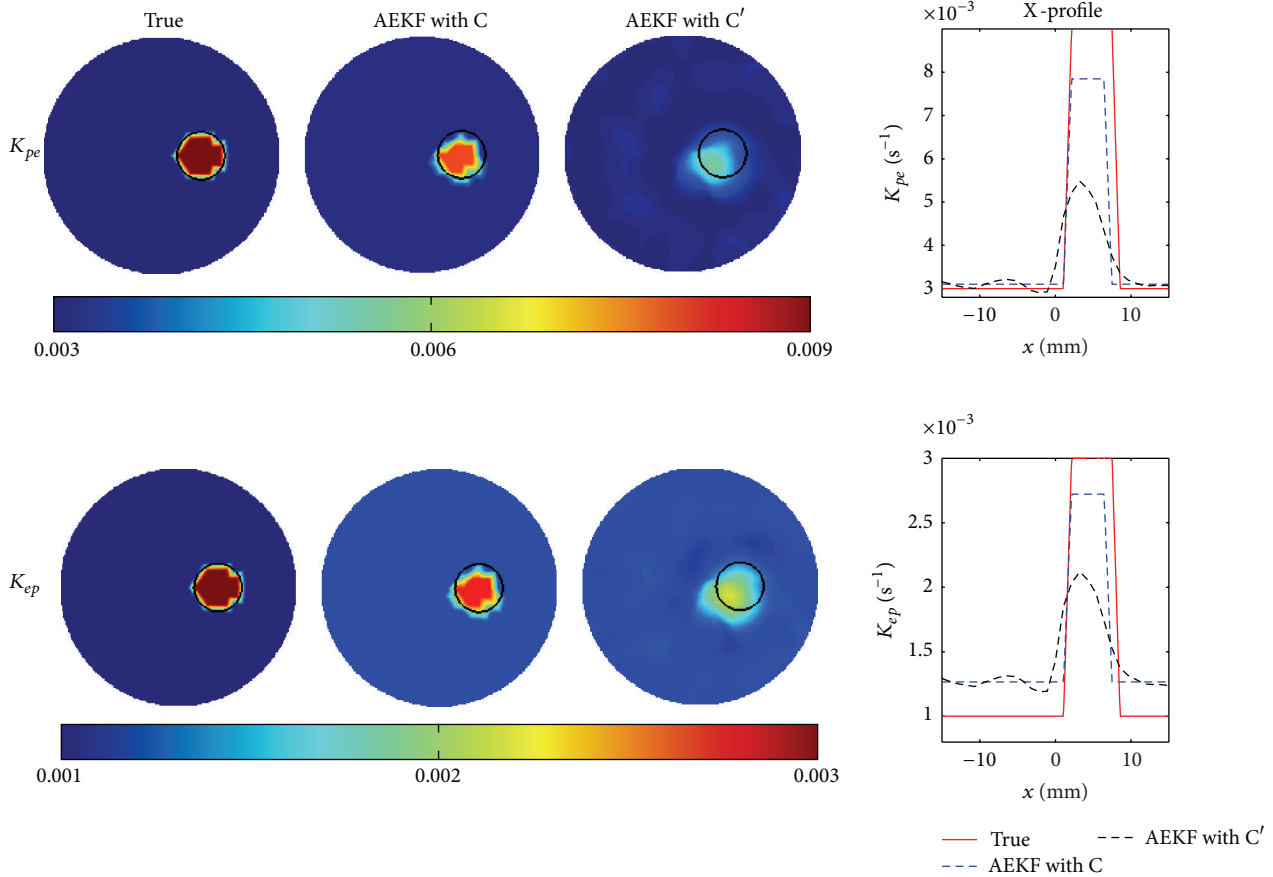 True
AEKF with C
AEKF with C′
X-profile
×10⁻³
K_pe
8
7
6
5
4
3
K_pe (s⁻¹)
−10
0
10
x (mm)
0.003
0.006
0.009
×10⁻³
K_ep
3
2.5
2
1.5
1
K_ep (s⁻¹)
−10
0
10
x (mm)
0.001
0.002
0.003
True
AEKF with C′
AEKF with C